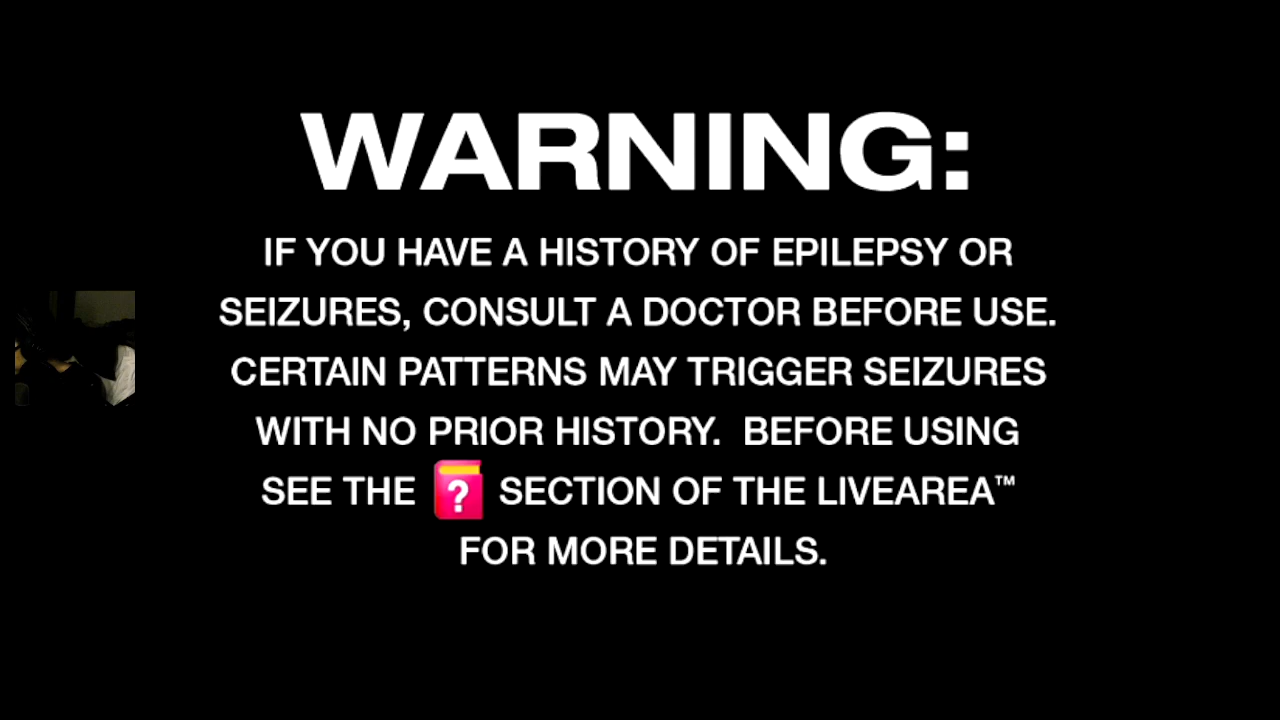 WARNING:
IF YOU HAVE A HISTORY OF EPILEPSY OR
SEIZURES, CONSULT A DOCTOR BEFORE USE.
CERTAIN PATTERNS MAY TRIGGER SEIZURES
WITH NO PRIOR HISTORY.  BEFORE USING
SEE THE ? SECTION OF THE LIVEAREA™
FOR MORE DETAILS.